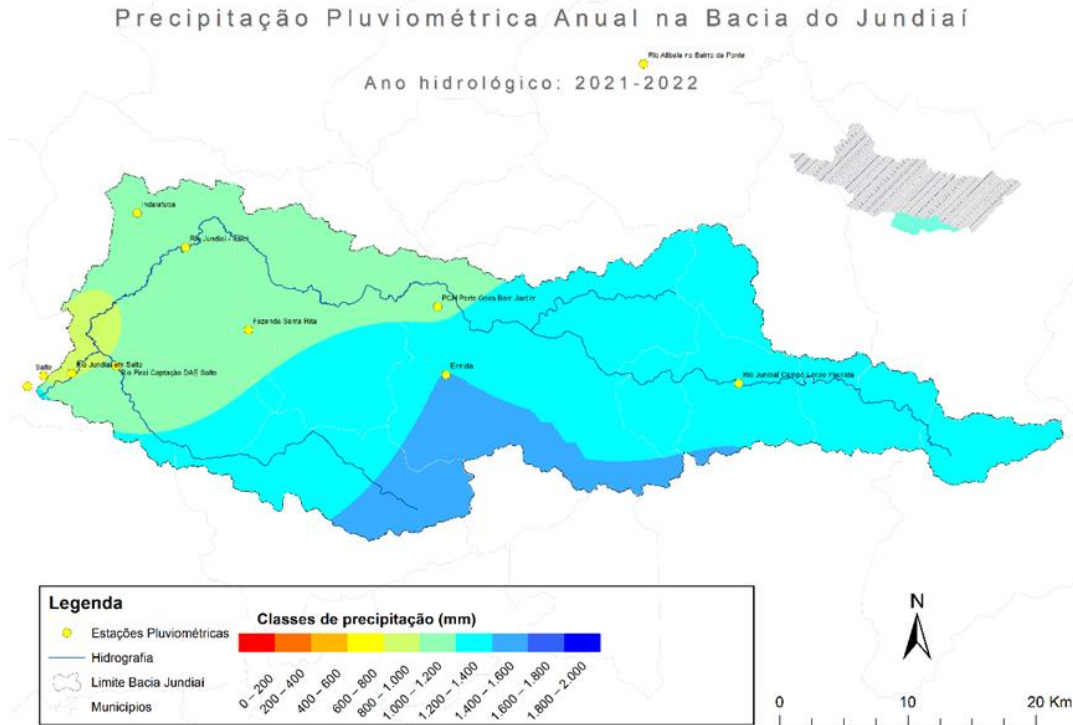 Precipitação Pluviométrica Anual na Bacia do Jundiaí
Rio Atibaia no Bairro da Ponte
Ano hidrológico: 2021-2022
Indaiatuba
Rio Jundiaí - Itaici
PCH Porto Goes Bom Jardim
Fazenda Santa Rita
Salto
Rio Jundiaí em Salto
Rio Piraí Captação DAE Salto
Ermida
Rio Jundiaí Campo Limpo Paulista
Legenda
Classes de precipitação (mm)
Estações Pluviométricas
Hidrografia
Limite Bacia Jundiaí
Municípios
0 – 200
200 – 400
400 – 600
600 – 800
800 – 1.000
1.000 – 1.200
1.200 – 1.400
1.400 – 1.600
1.600 – 1.800
1.800 – 2.000
N
0 10 20 Km